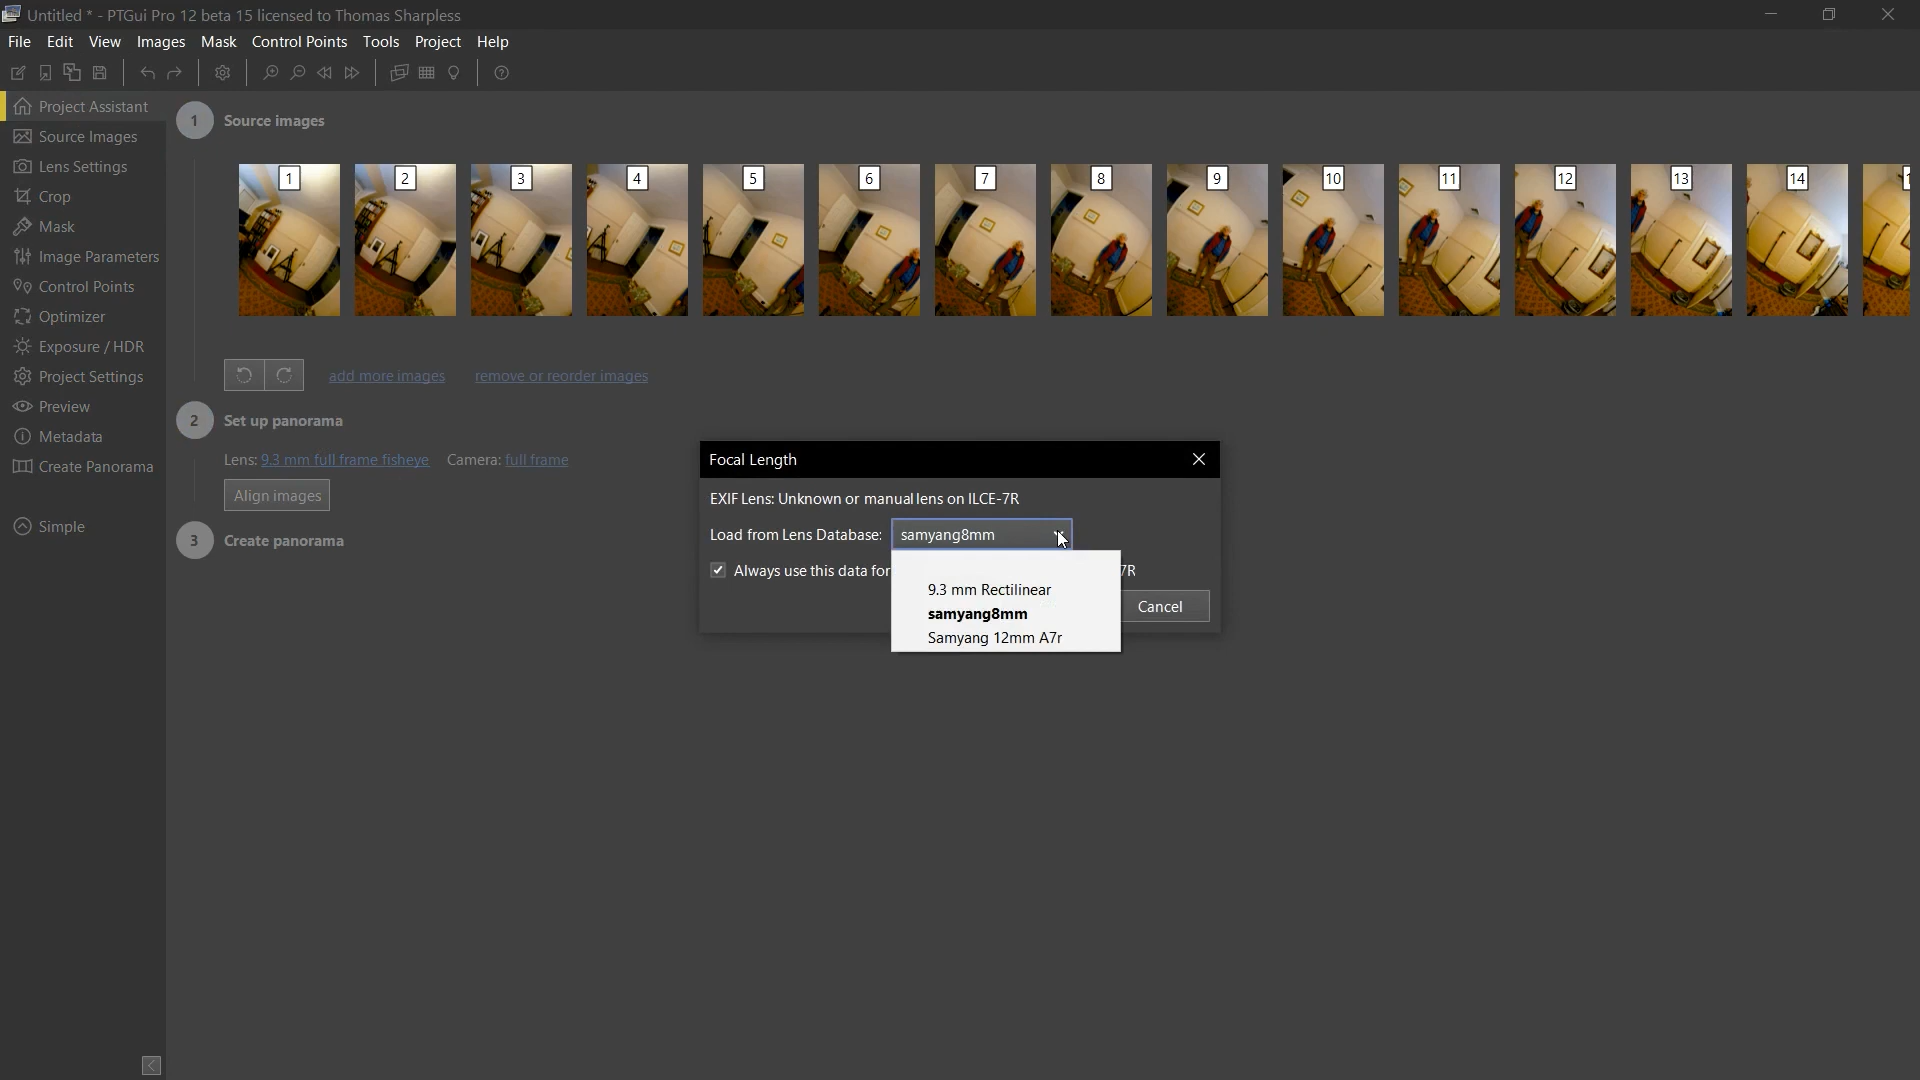 Untitled * - PTGui Pro 12 beta 15 licensed to Thomas Sharpless
File Edit View Images Mask Control Points Tools Project Help
Project Assistant
Source Images
Lens Settings
Crop
Mask
Image Parameters
Control Points
Optimizer
Exposure / HDR
Project Settings
Preview
Metadata
Create Panorama
Simple
1 Source images
1 2 3 4 5 6 7 8 9 10 11 12 13 14
add more images remove or reorder images
2 Set up panorama
Lens: 9.3 mm full frame fisheye Camera: full frame
Align images
3 Create panorama
Focal Length
EXIF Lens: Unknown or manual lens on ILCE-7R
Load from Lens Database: samyang8mm
Always use this data for 7R
9.3 mm Rectilinear
samyang8mm
Samyang 12mm A7r
Cancel